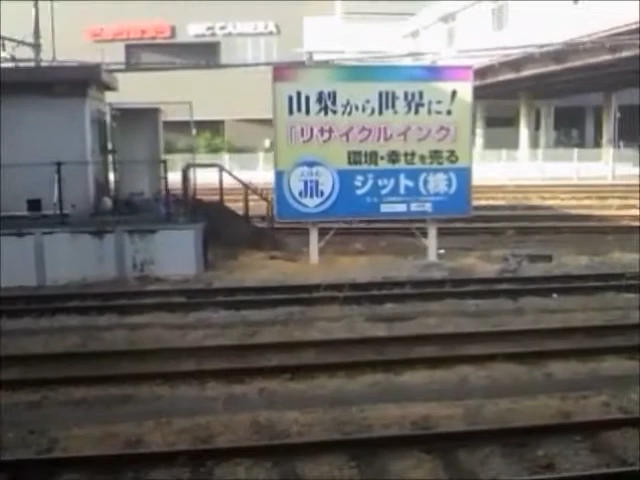 BIC CAMERA
山梨から世界に!
「リサイクルインク」
環境・幸せを売る
Jit
ジット(株)